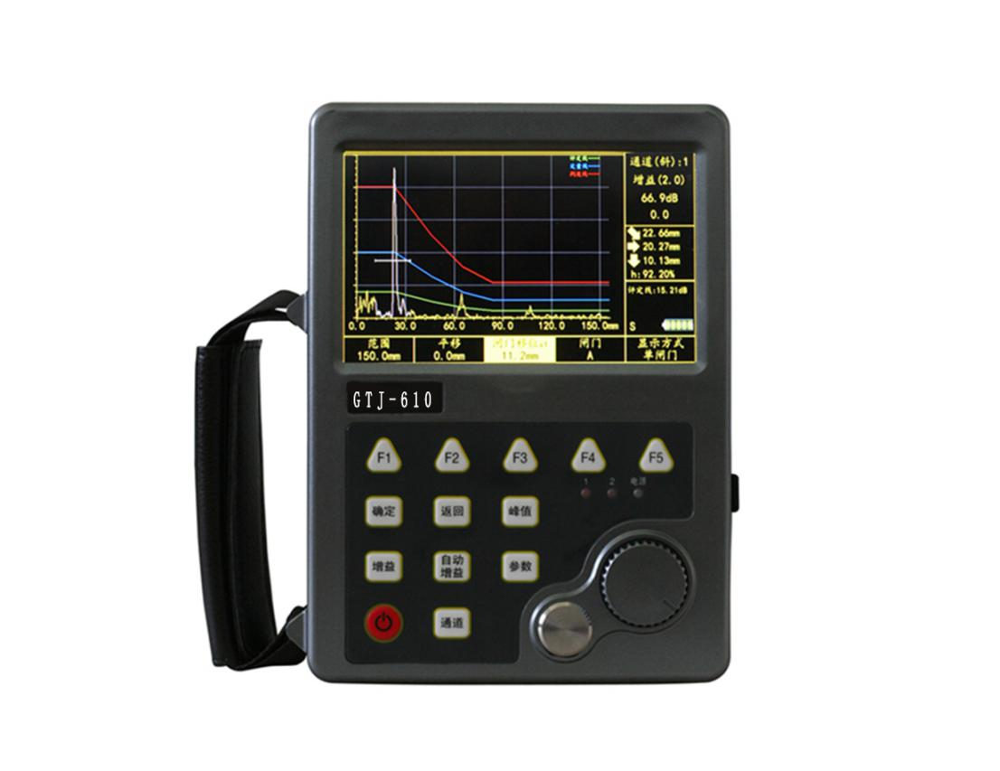 评定线
定量线
判废线
通道(斜):1
增益(2.0)
66.9dB
0.0
22.66mm
20.27mm
10.13mm
h:92.20%
评定线:15.21dB
S
0.0 30.0 60.0 90.0 120.0 150.0mm
范围 平移 闸门 显示方式
150.0mm 0.0mm 11.2mm A 单闸门
GTJ-610
F1 F2 F3 F4 F5
1 2 电源
确定 返回 峰值
增益 自动 参数
增益
通道